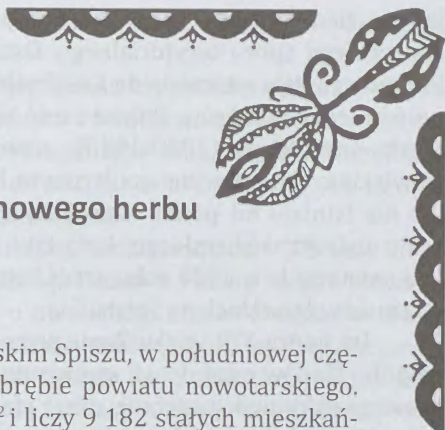 nowego herbu
skim Spiszu, w południowej czę-
brębie powiatu nowotarskiego.
² i liczy 9 182 stałych mieszkań-